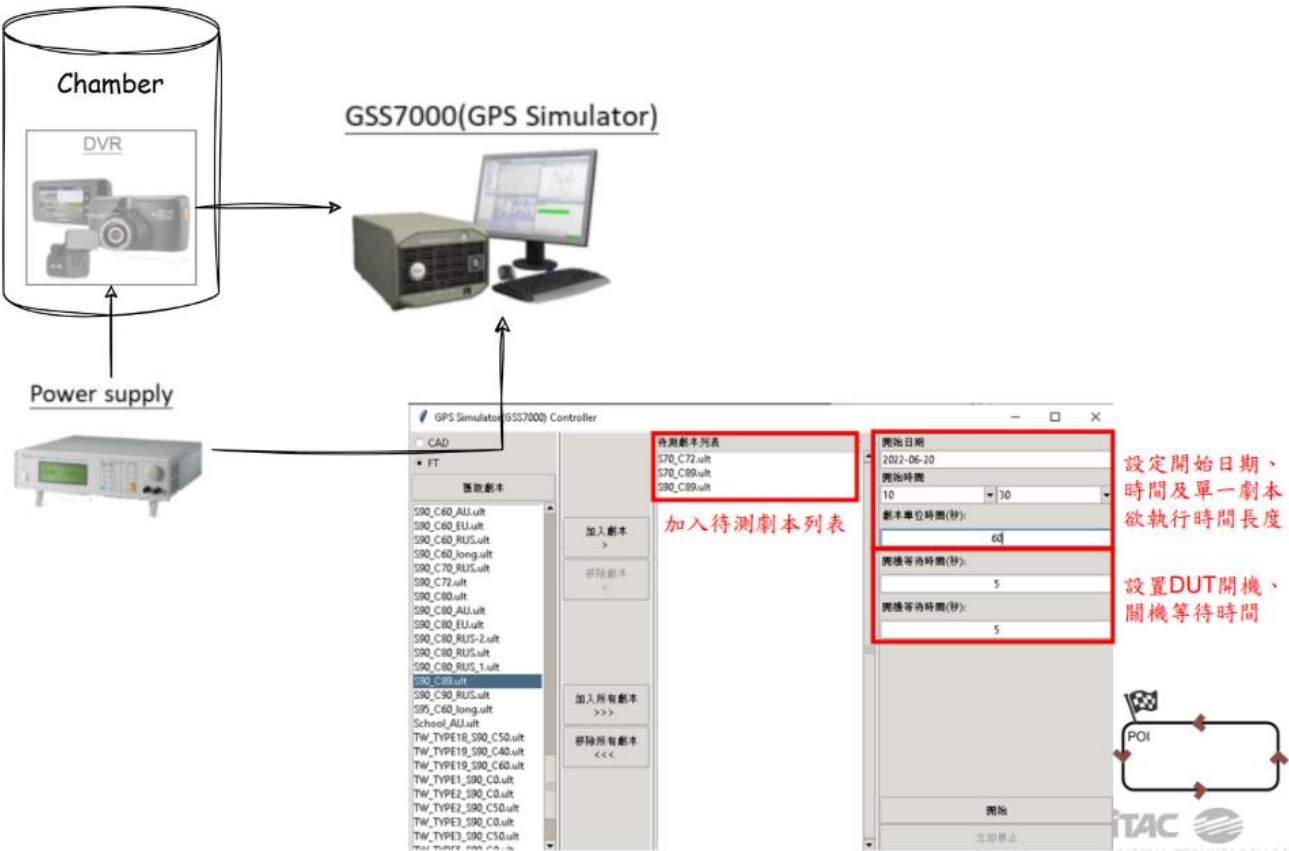 Chamber
DVR
GSS7000(GPS Simulator)
Power supply
GPS Simulator(GSS7000) Controller
CAD
FT
獲取劇本
S90_C60_AU.ult
S90_C60_EU.ult
S90_C60_RUS.ult
S90_C60_long.ult
S90_C70_RUS.ult
S90_C72.ult
S90_C80.ult
S90_C80_AU.ult
S90_C80_EU.ult
S90_C80_RUS-2.ult
S90_C80_RUS.ult
S90_C80_RUS_1.ult
S90_C89.ult
S90_C90_RUS.ult
S95_C60_long.ult
School_AU.ult
TW_TYPE18_S90_C50.ult
TW_TYPE19_S90_C40.ult
TW_TYPE19_S90_C60.ult
TW_TYPE1_S90_C0.ult
TW_TYPE2_S90_C0.ult
TW_TYPE2_S90_C50.ult
TW_TYPE3_S90_C0.ult
TW_TYPE3_S90_C50.ult
加入劇本
>
移除劇本
<
加入所有劇本
>>>
移除所有劇本
<<<
待測劇本列表
S70_C72.ult
S70_C89.ult
S90_C89.ult
加入待測劇本列表
開始日期
2022-06-20
開始時間
10 30
劇本單位時間(秒):
60
開機等待時間(秒):
5
開機等待時間(秒):
5
開始
立即停止
設定開始日期、
時間及單一劇本
欲執行時間長度
設置DUT開機、
關機等待時間
POI
iTAC